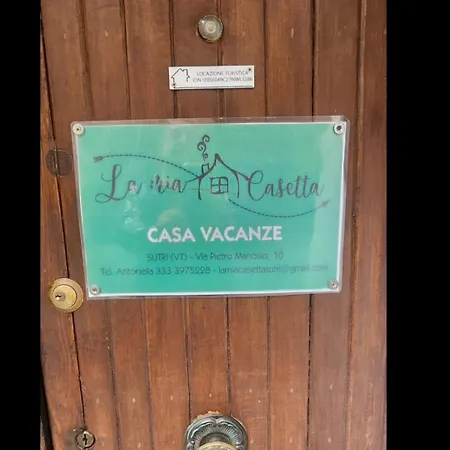 LOCAZIONE TURISTICA
La mia Casetta
CASA VACANZE
SUTRI (VT) - Via Pietro Mancini, 10
Tel. Antonella 333 3975228 - lamiacasettasutri@gmail.com